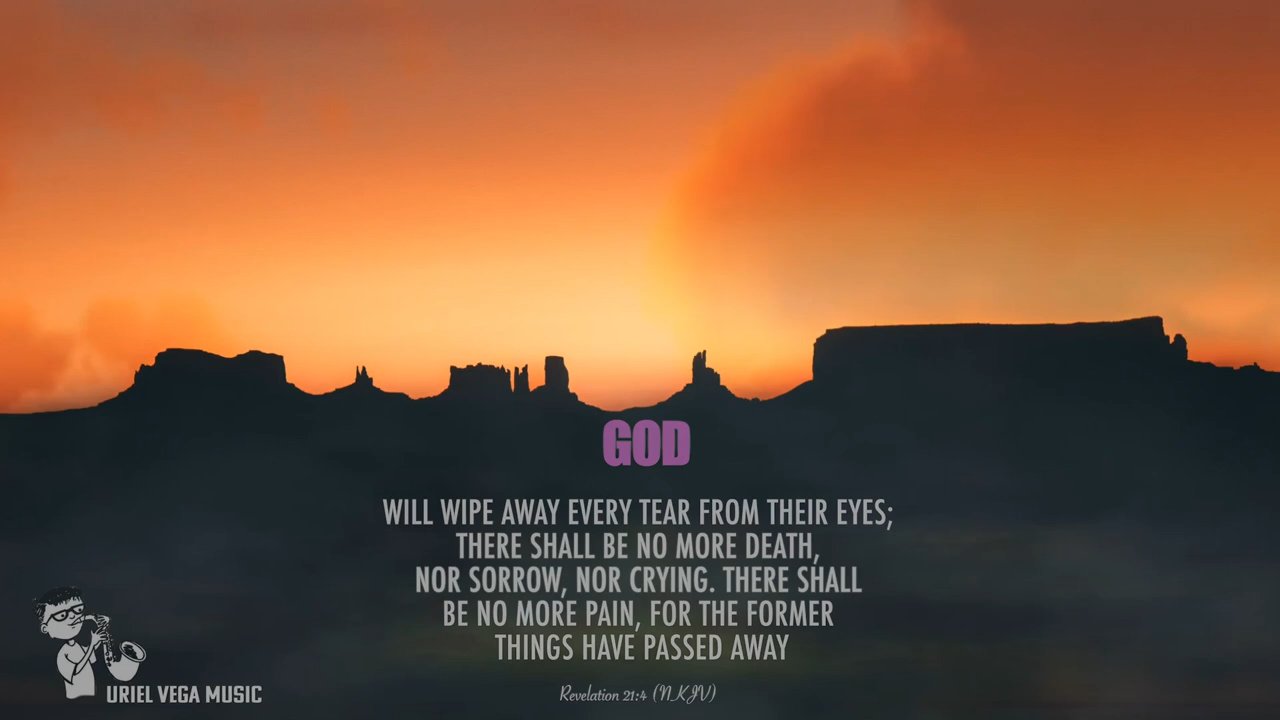 GOD
WILL WIPE AWAY EVERY TEAR FROM THEIR EYES;
THERE SHALL BE NO MORE DEATH,
NOR SORROW, NOR CRYING. THERE SHALL
BE NO MORE PAIN, FOR THE FORMER
THINGS HAVE PASSED AWAY
Revelation 21:4 (NKJV)
URIEL VEGA MUSIC